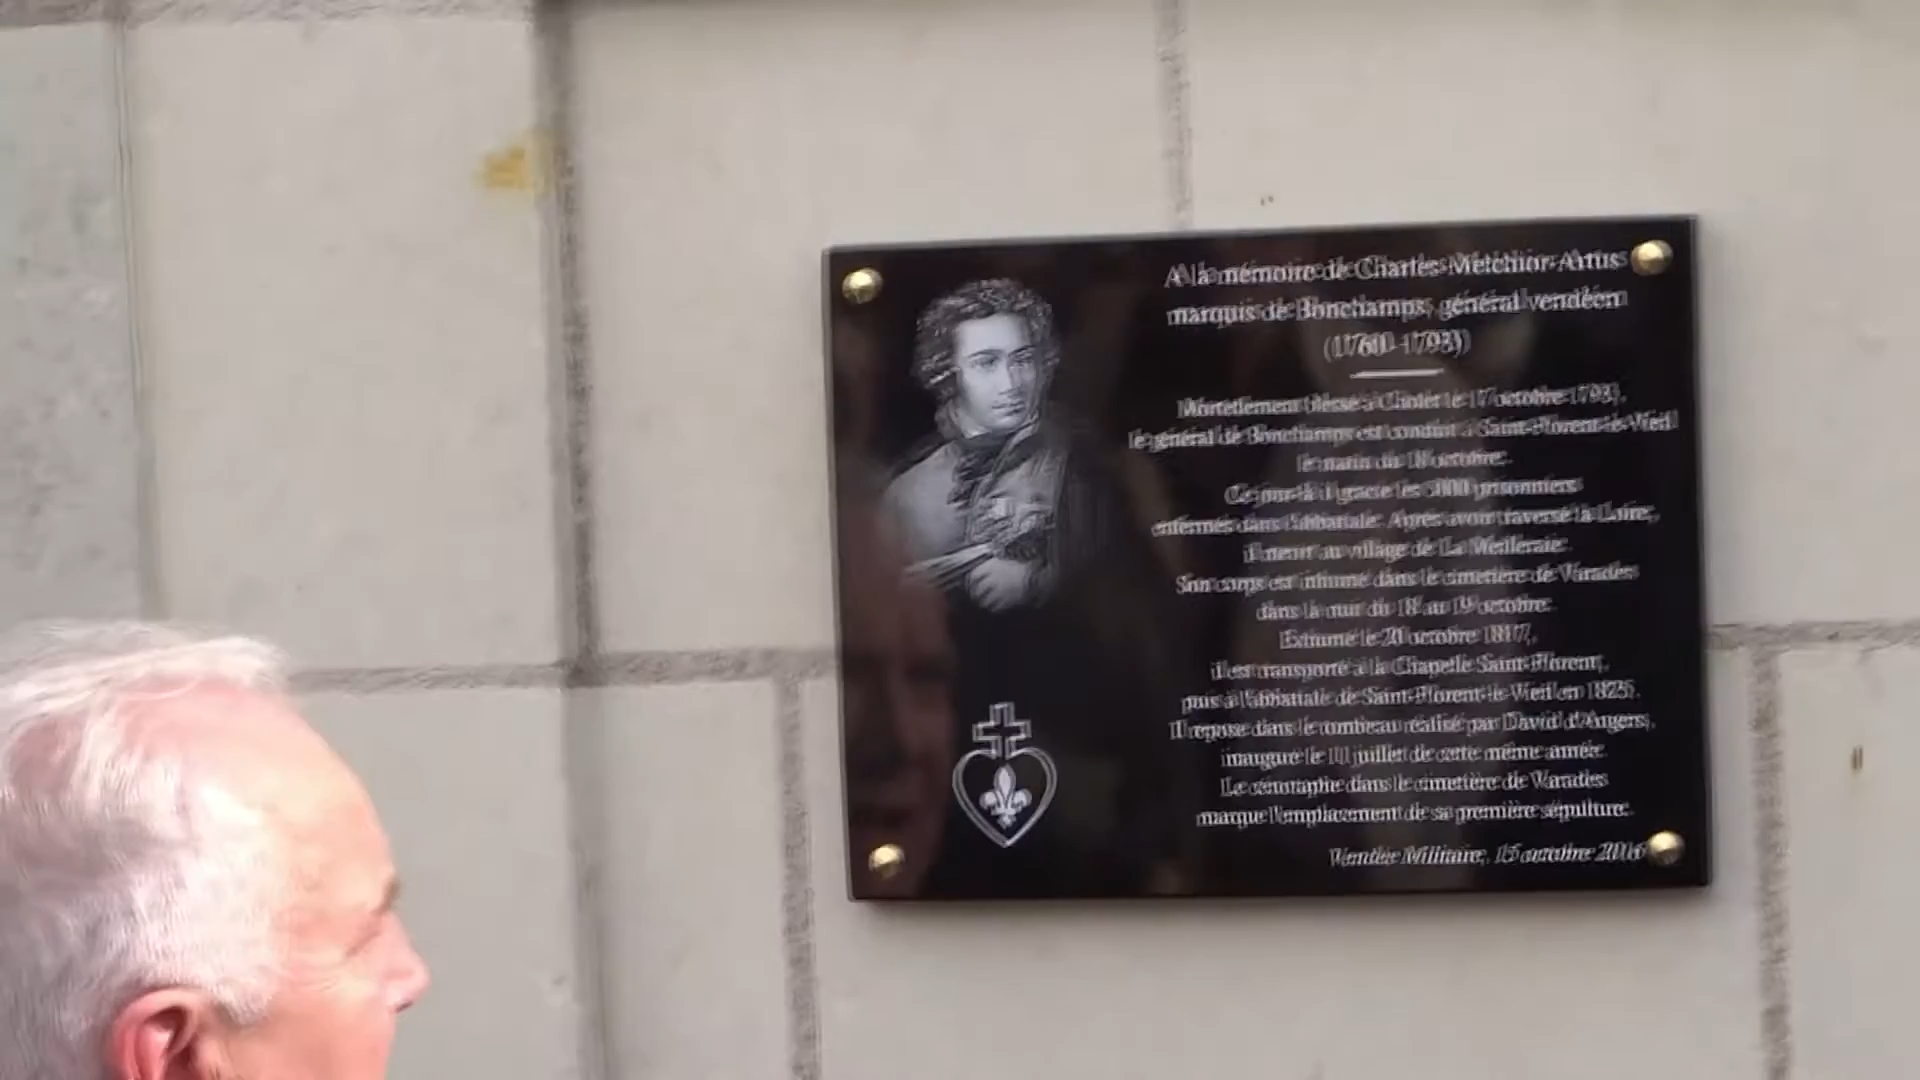 A la mémoire de Charles-Melchior-Artus
marquis de Bonchamps, général vendéen
(1760 - 1793)
Mortellement blessé à Cholet le 17 octobre 1793,
le général de Bonchamps est conduit à Saint-Florent-le-Vieil
le matin du 18 octobre.
Ce jour-là il gracie les 5000 prisonniers
enfermés dans l'abbatiale. Après avoir traversé la Loire,
il meurt au village de La Meilleraie.
Son corps est inhumé dans le cimetière de Varades
dans la nuit du 18 au 19 octobre.
Exhumé le 20 octobre 1817,
il est transporté à la Chapelle Saint-Florent,
puis à l'abbatiale de Saint-Florent-le-Vieil en 1825.
Il repose dans le tombeau réalisé par David d'Angers,
inauguré le 11 juillet de cette même année.
Le cénotaphe dans le cimetière de Varades
marque l'emplacement de sa première sépulture.
Vendée Militaire, 15 octobre 2016